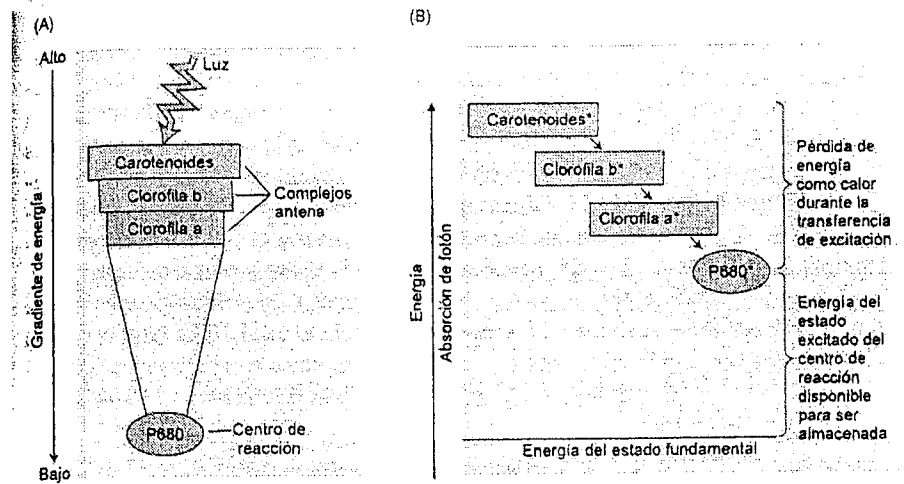 (A)
Alto
Luz
Carotenoides
Clorofila b
Clorofila a
Complejos
antena
Gradiente de energía
P680
Centro de
reacción
Bajo
(B)
Energía
Absorción de fotón
Carotenoides*
Clorofila b*
Clorofila a*
P680*
Pérdida de
energía
como calor
durante la
transferencia
de excitación
Energía del
estado
excitado del
centro de
reacción
disponible
para ser
almacenada
Energía del estado fundamental